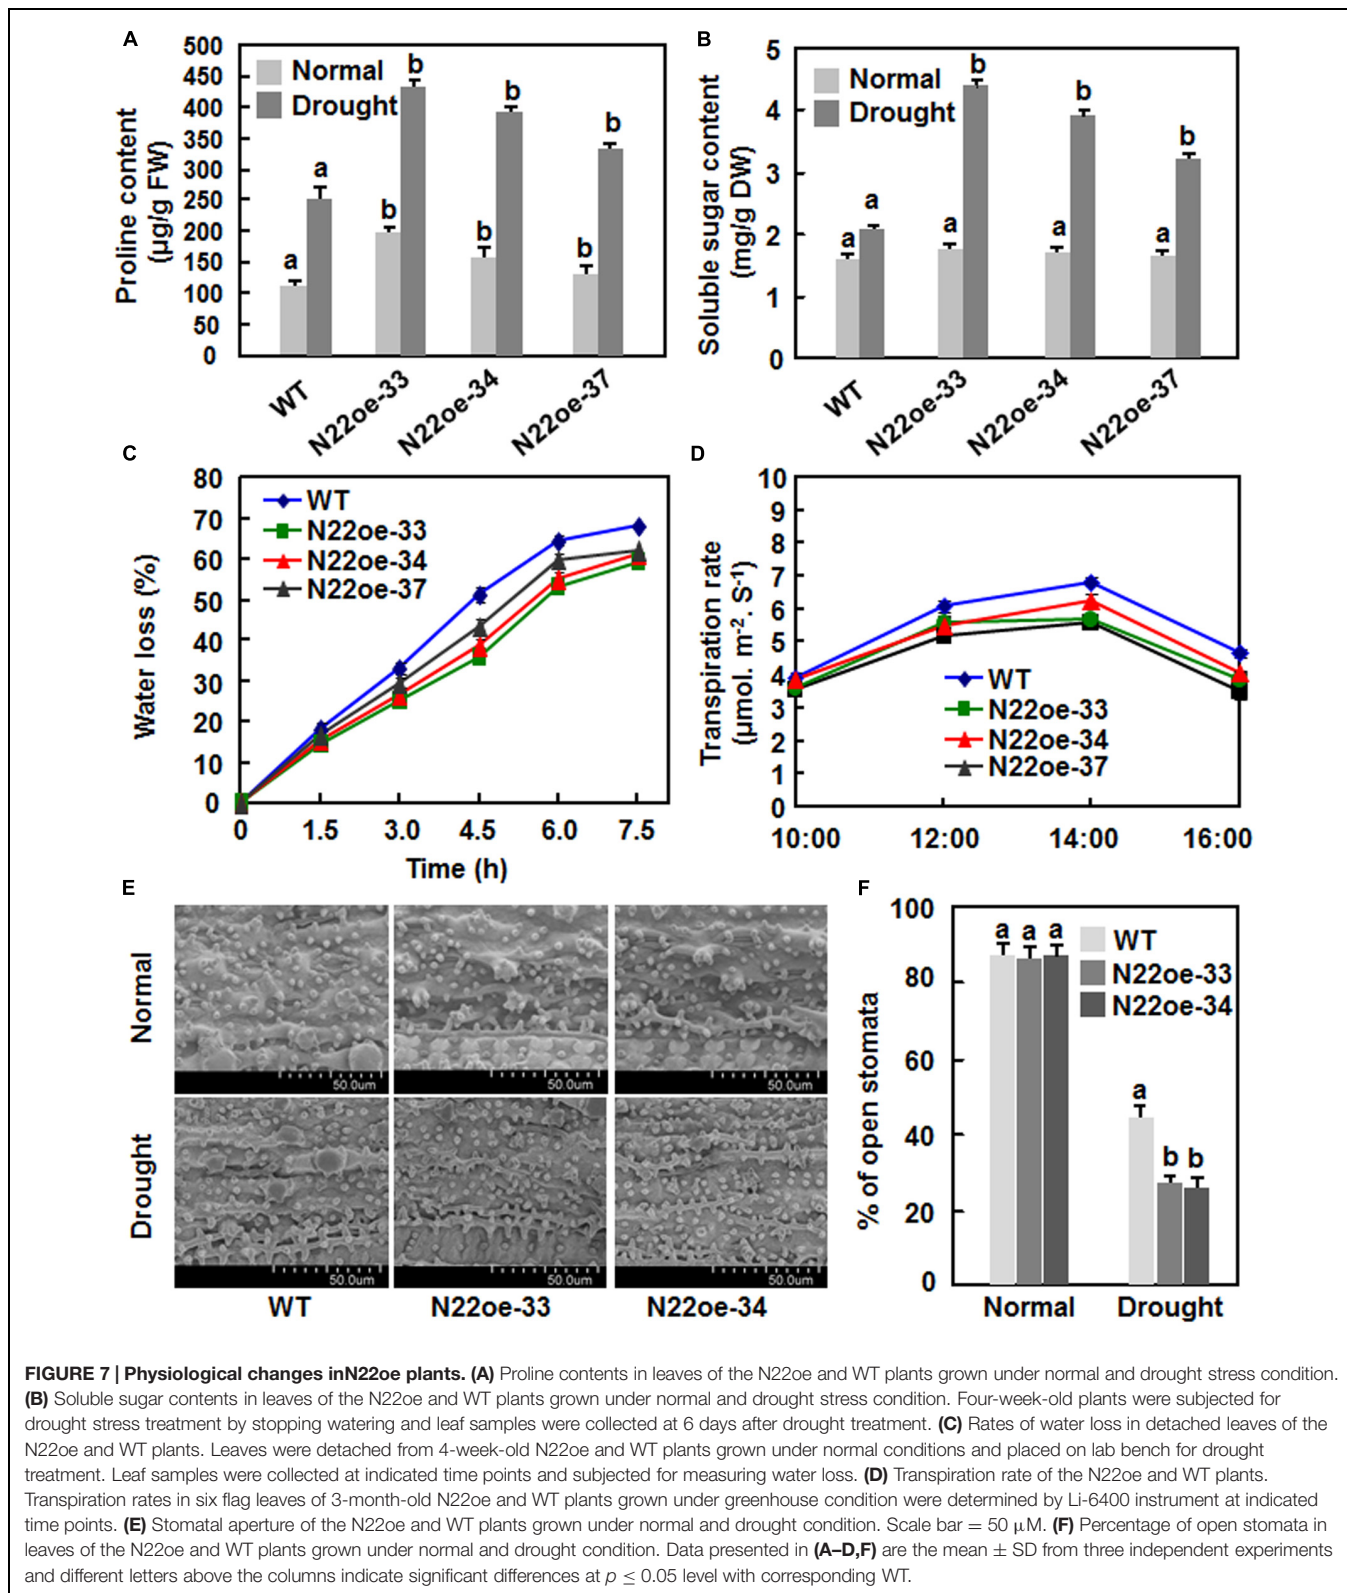 A
500
450
400
350
300
250
200
150
100
50
0
Proline content
(µg/g FW)
Normal
Drought
a
a
b
b
b
b
b
b
WT
N22oe-33
N22oe-34
N22oe-37
B
5
4
3
2
1
0
Soluble sugar content
(mg/g DW)
Normal
Drought
a
a
a
b
a
b
a
b
WT
N22oe-33
N22oe-34
N22oe-37
C
80
70
60
50
40
30
20
10
0
Water loss (%)
WT
N22oe-33
N22oe-34
N22oe-37
0 1.5 3.0 4.5 6.0 7.5
Time (h)
D
10
9
8
7
6
5
4
3
2
1
0
Transpiration rate
(µmol. m-2. S-1)
WT
N22oe-33
N22oe-34
N22oe-37
10:00 12:00 14:00 16:00
E
Normal
50.0um 50.0um 50.0um
Drought
50.0um 50.0um 50.0um
WT N22oe-33 N22oe-34
F
100
80
60
40
20
0
% of open stomata
a a a
a
b b
WT
N22oe-33
N22oe-34
Normal Drought
FIGURE 7 | Physiological changes inN22oe plants. (A) Proline contents in leaves of the N22oe and WT plants grown under normal and drought stress condition.
(B) Soluble sugar contents in leaves of the N22oe and WT plants grown under normal and drought stress condition. Four-week-old plants were subjected for
drought stress treatment by stopping watering and leaf samples were collected at 6 days after drought treatment. (C) Rates of water loss in detached leaves of the
N22oe and WT plants. Leaves were detached from 4-week-old N22oe and WT plants grown under normal conditions and placed on lab bench for drought
treatment. Leaf samples were collected at indicated time points and subjected for measuring water loss. (D) Transpiration rate of the N22oe and WT plants.
Transpiration rates in six flag leaves of 3-month-old N22oe and WT plants grown under greenhouse condition were determined by Li-6400 instrument at indicated
time points. (E) Stomatal aperture of the N22oe and WT plants grown under normal and drought condition. Scale bar = 50 µM. (F) Percentage of open stomata in
leaves of the N22oe and WT plants grown under normal and drought condition. Data presented in (A–D,F) are the mean ± SD from three independent experiments
and different letters above the columns indicate significant differences at p ≤ 0.05 level with corresponding WT.